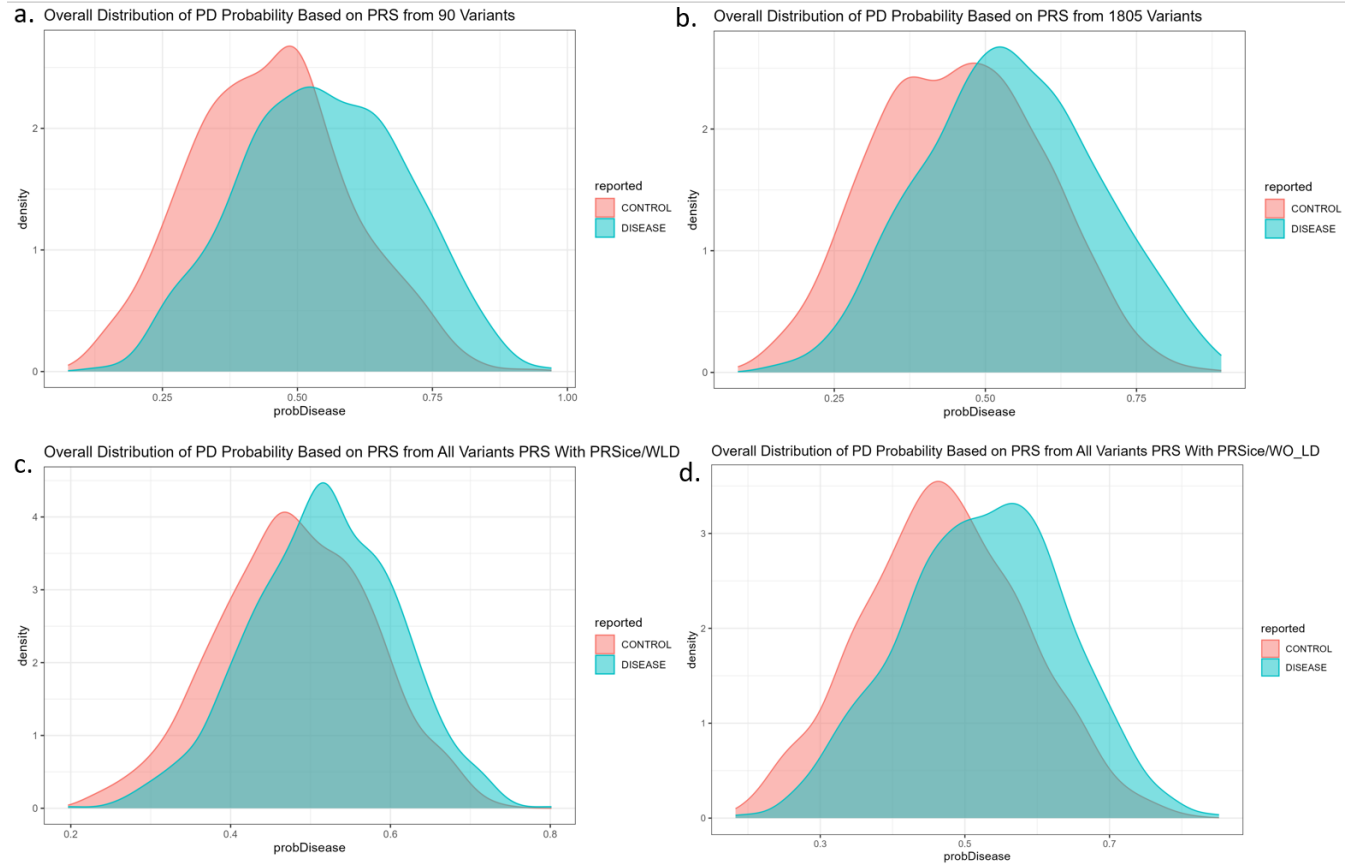 a. Overall Distribution of PD Probability Based on PRS from 90 Variants
density
2
1
0
0.25 0.50 0.75 1.00
probDisease
reported
CONTROL
DISEASE
b. Overall Distribution of PD Probability Based on PRS from 1805 Variants
density
2
1
0
0.25 0.50 0.75
probDisease
reported
CONTROL
DISEASE
c. Overall Distribution of PD Probability Based on PRS from All Variants PRS With PRSice/WLD
density
4
3
2
1
0
0.2 0.4 0.6 0.8
probDisease
reported
CONTROL
DISEASE
d. Overall Distribution of PD Probability Based on PRS from All Variants PRS With PRSice/WO_LD
density
3
2
1
0
0.3 0.5 0.7
probDisease
reported
CONTROL
DISEASE